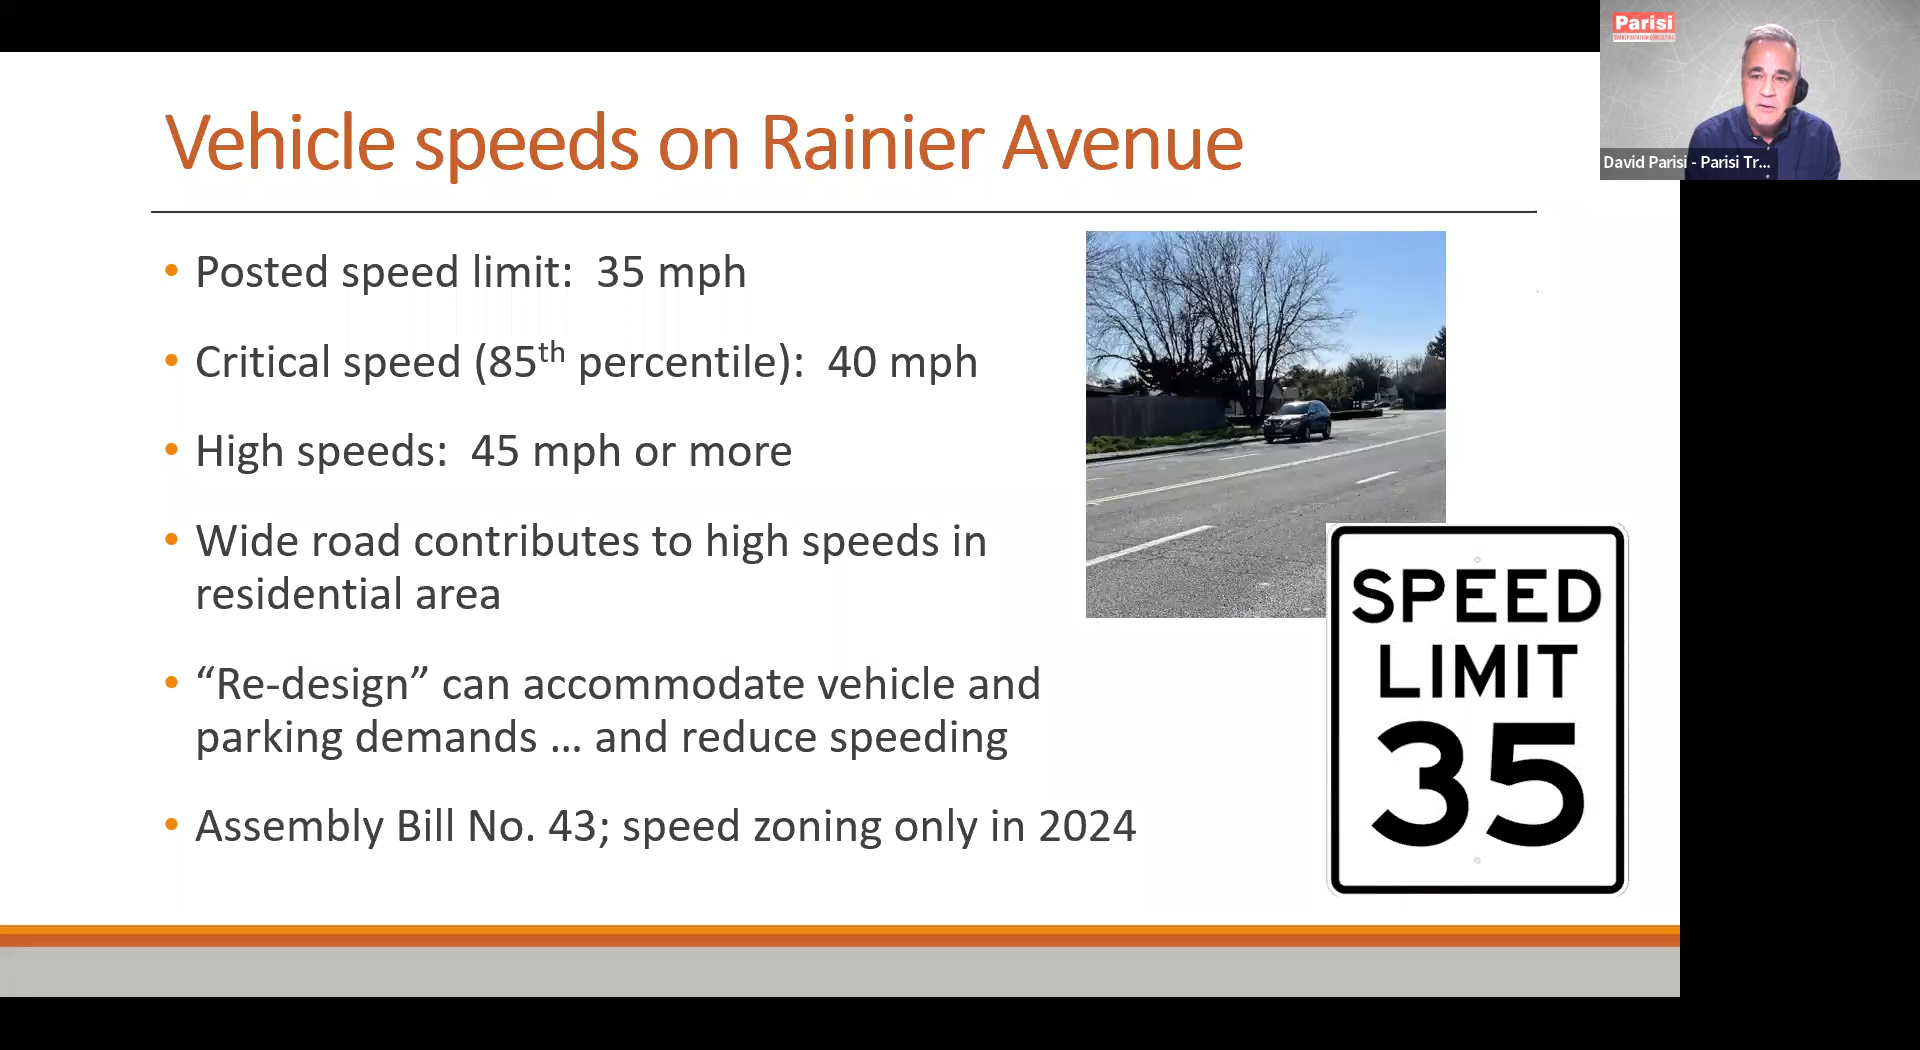 Parisi
TRANSPORTATION CONSULTING
David Parisi - Parisi Tr...
Vehicle speeds on Rainier Avenue
• Posted speed limit: 35 mph
• Critical speed (85th percentile): 40 mph
• High speeds: 45 mph or more
• Wide road contributes to high speeds in
residential area
• “Re-design” can accommodate vehicle and
parking demands ... and reduce speeding
• Assembly Bill No. 43; speed zoning only in 2024
SPEED
LIMIT
35